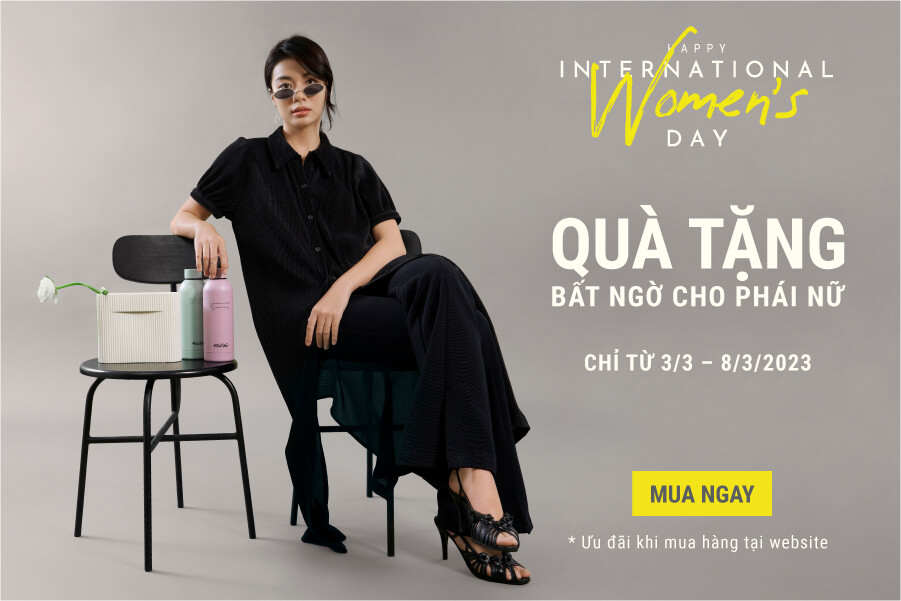 HAPPY
INTERNATIONAL
Women's
DAY
QUÀ TẶNG
BẤT NGỜ CHO PHÁI NỮ
CHỈ TỪ 3/3 – 8/3/2023
MUA NGAY
* Ưu đãi khi mua hàng tại website